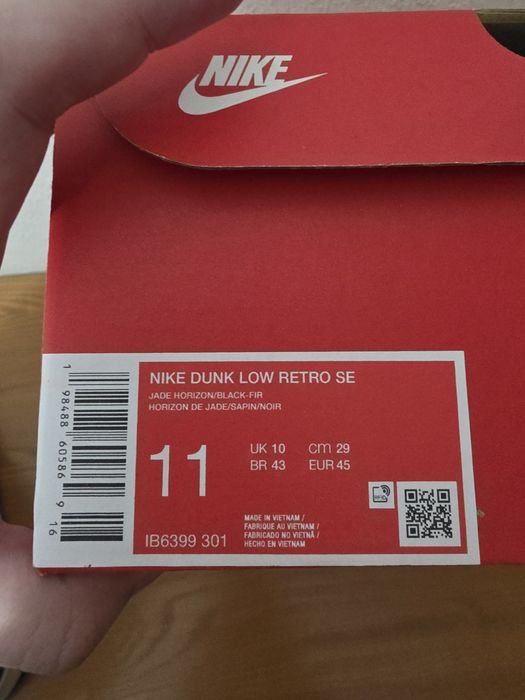 NIKE
NIKE DUNK LOW RETRO SE
JADE HORIZON/BLACK-FIR
HORIZON DE JADE/SAPIN/NOIR
11
UK 10 cm 29
BR 43 EUR 45
MADE IN VIETNAM /
FABRIQUE AU VIETNAM /
FABRICADO NO VIETNÃ /
HECHO EN VIETNAM
IB6399 301
1 98488 60586 9 16